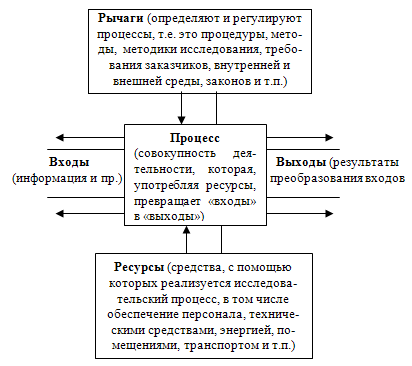 Рычаги (определяют и регулируют
процессы, т.е. это процедуры, мето-
ды, методики исследования, требо-
вания заказчиков, внутренней и
внешней среды, законов и т.п.)
Процесс
(совокупность дея-
тельности, которая,
употребляя ресурсы,
превращает «входы»
в «выходы»)
Входы
(информация и пр.)
Выходы (результаты
преобразования входов
Ресурсы (средства, с помощью
которых реализуется исследова-
тельский процесс, в том числе
обеспечение персонала, техниче-
скими средствами, энергией, по-
мещениями, транспортом и т.п.)